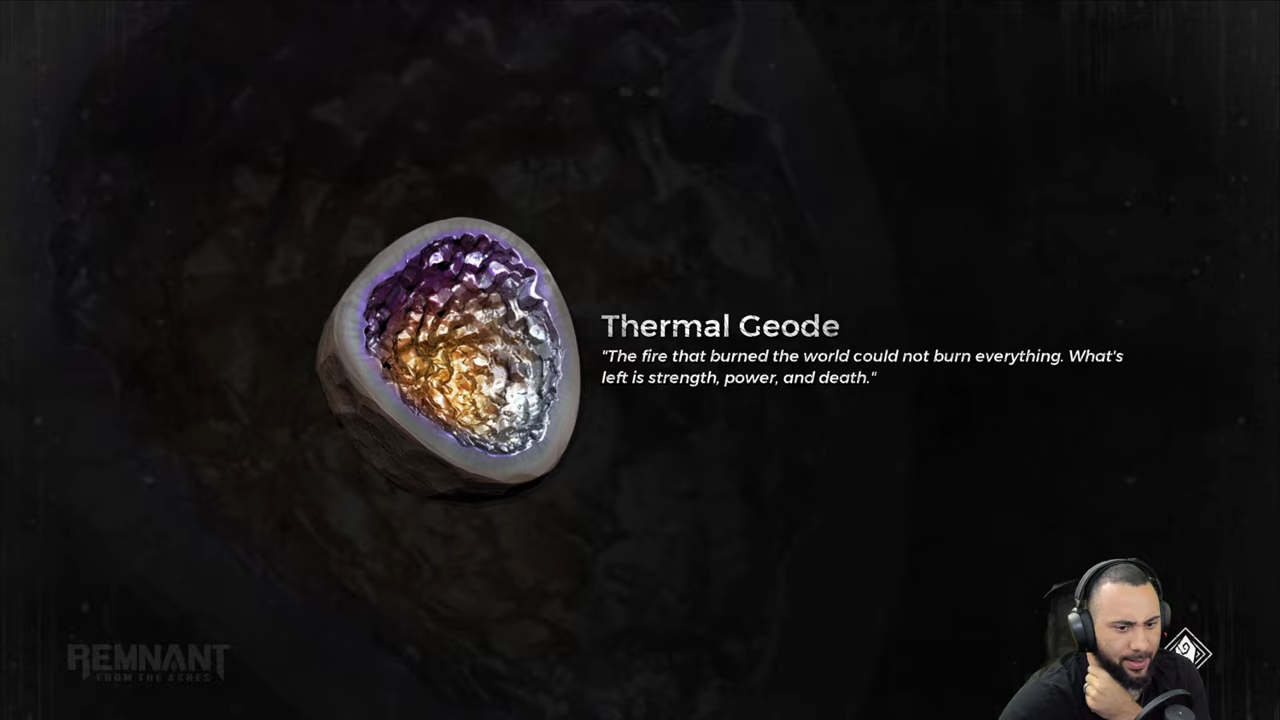 Thermal Geode
"The fire that burned the world could not burn everything. What's
left is strength, power, and death."
REMNANT
FROM THE ASHES